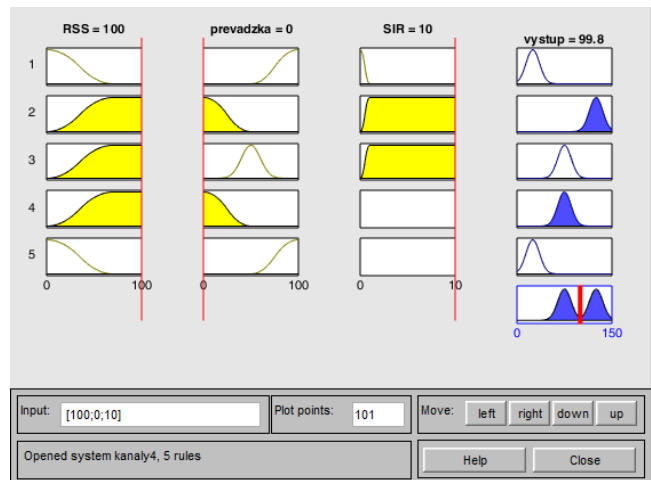 RSS = 100 prevadzka = 0 SIR = 10 vystup = 99.8
1
2
3
4
5
0 100 0 100 0 10
0 150
Input: [100;0;10] Plot points: 101 Move: left right down up
Opened system kanaly4, 5 rules Help Close